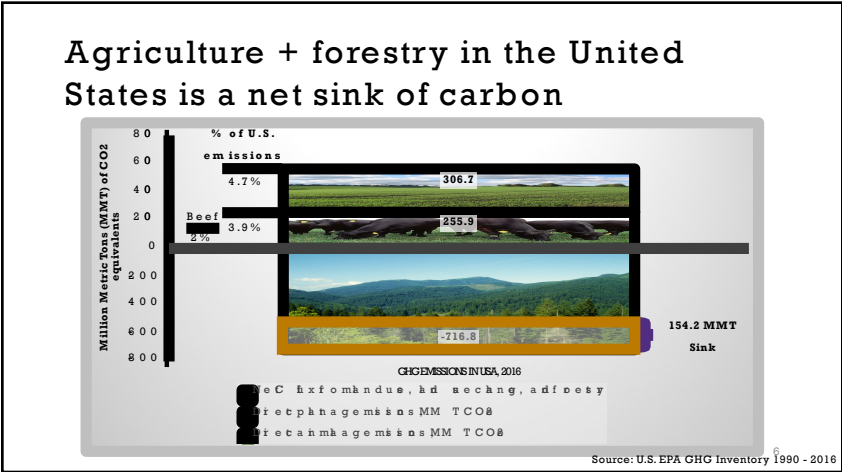 Agriculture + forestry in the United
States is a net sink of carbon
Million Metric Tons (MMT) of CO2
equivalents
80
60
40
20
0
200
400
600
800
% of U.S.
emissions
4.7%
Beef
2%
3.9%
306.7
255.9
-716.8
154.2 MMT
Sink
GHG EMISSIONS IN USA, 2016
6
Source: U.S. EPA GHG Inventory 1990 - 2016